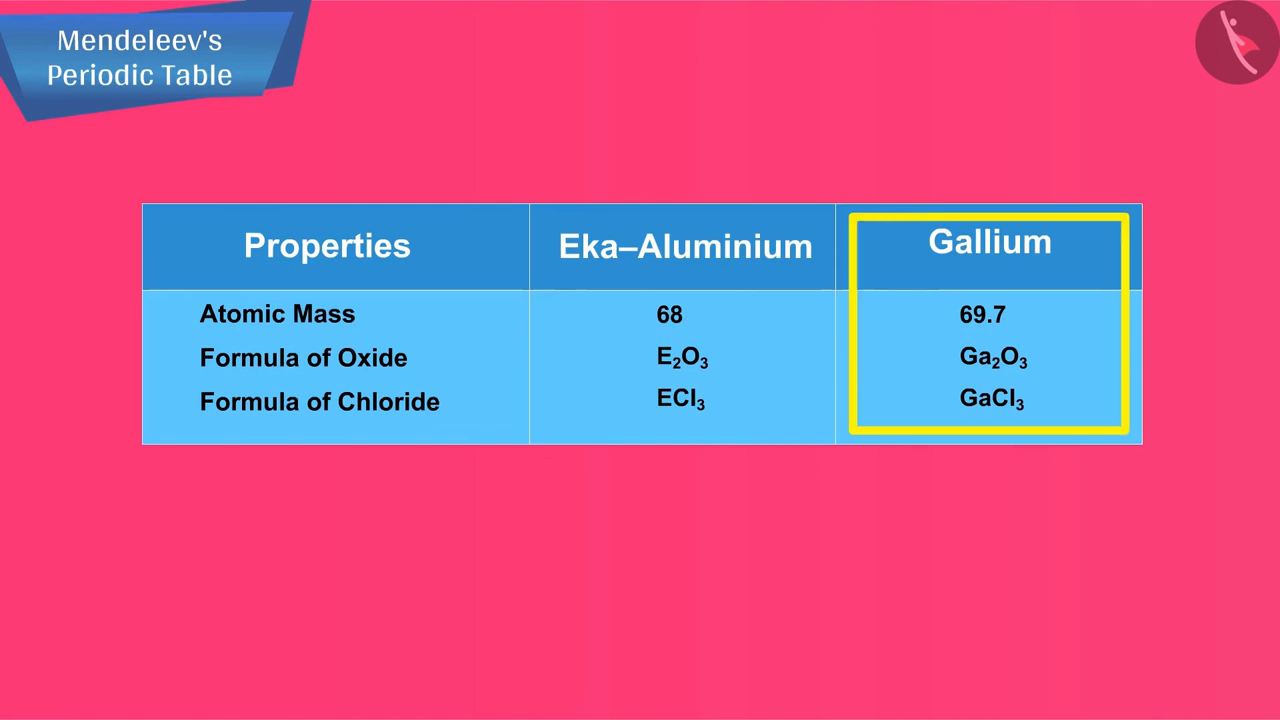 Mendeleev's
Periodic Table
Properties Eka–Aluminium Gallium
Atomic Mass 68 69.7
Formula of Oxide E₂O₃ Ga₂O₃
Formula of Chloride ECl₃ GaCl₃